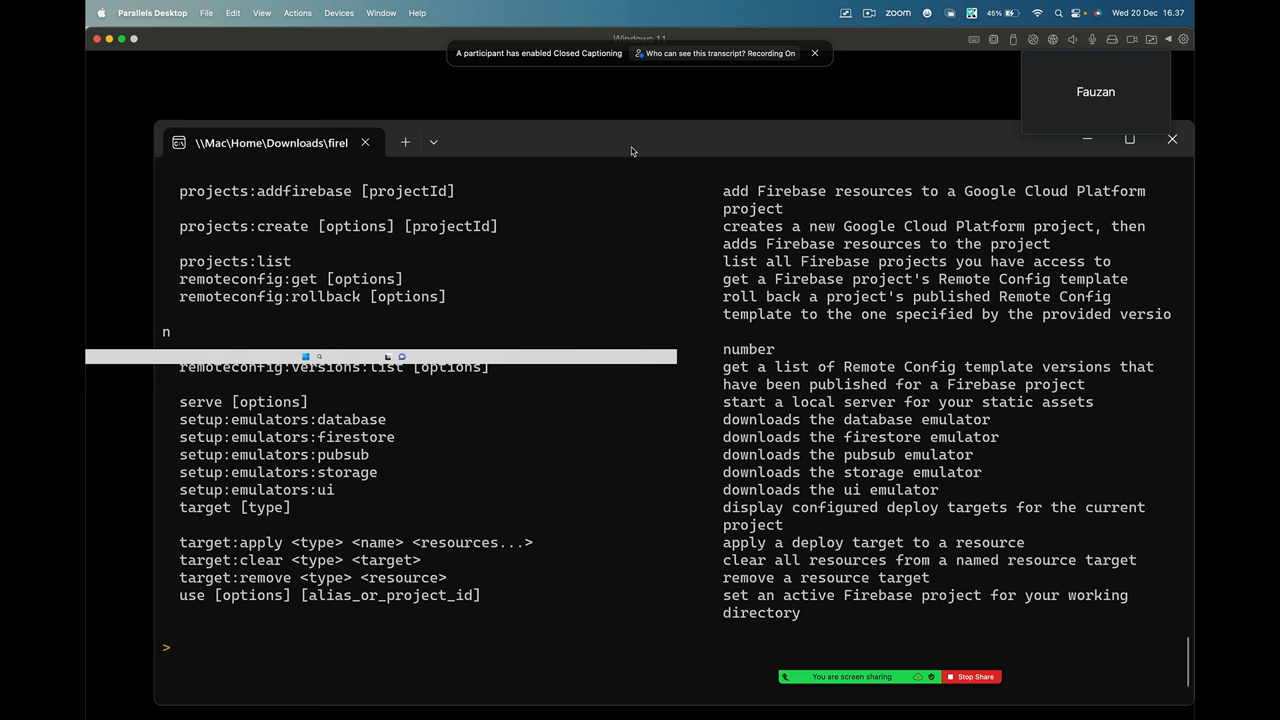 Parallels Desktop File Edit View Actions Devices Window Help zoom 45% Wed 20 Dec 16.37
Windows 11
A participant has enabled Closed Captioning Who can see this transcript? Recording On
Fauzan
\\Mac\Home\Downloads\firel
projects:addfirebase [projectId] add Firebase resources to a Google Cloud Platform
project
projects:create [options] [projectId] creates a new Google Cloud Platform project, then
adds Firebase resources to the project
projects:list list all Firebase projects you have access to
remoteconfig:get [options] get a Firebase project's Remote Config template
remoteconfig:rollback [options] roll back a project's published Remote Config
template to the one specified by the provided versio
n
number
remoteconfig:versions:list [options] get a list of Remote Config template versions that
have been published for a Firebase project
serve [options] start a local server for your static assets
setup:emulators:database downloads the database emulator
setup:emulators:firestore downloads the firestore emulator
setup:emulators:pubsub downloads the pubsub emulator
setup:emulators:storage downloads the storage emulator
setup:emulators:ui downloads the ui emulator
target [type] display configured deploy targets for the current
project
target:apply <type> <name> <resources...> apply a deploy target to a resource
target:clear <type> <target> clear all resources from a named resource target
target:remove <type> <resource> remove a resource target
use [options] [alias_or_project_id] set an active Firebase project for your working
directory
>
You are screen sharing Stop Share